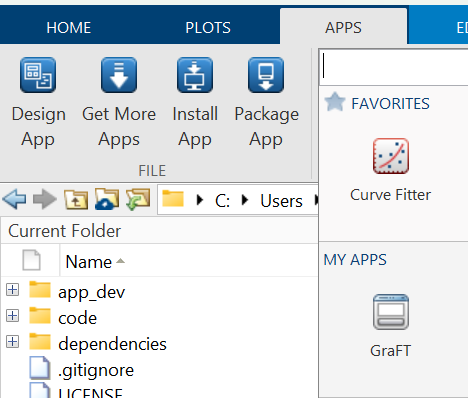 HOME PLOTS APPS
Design App
Get More Apps
Install App
Package App
FILE
FAVORITES
Curve Fitter
C: Users
Current Folder
Name
MY APPS
app_dev
code
dependencies
.gitignore
LICENSE
GraFT